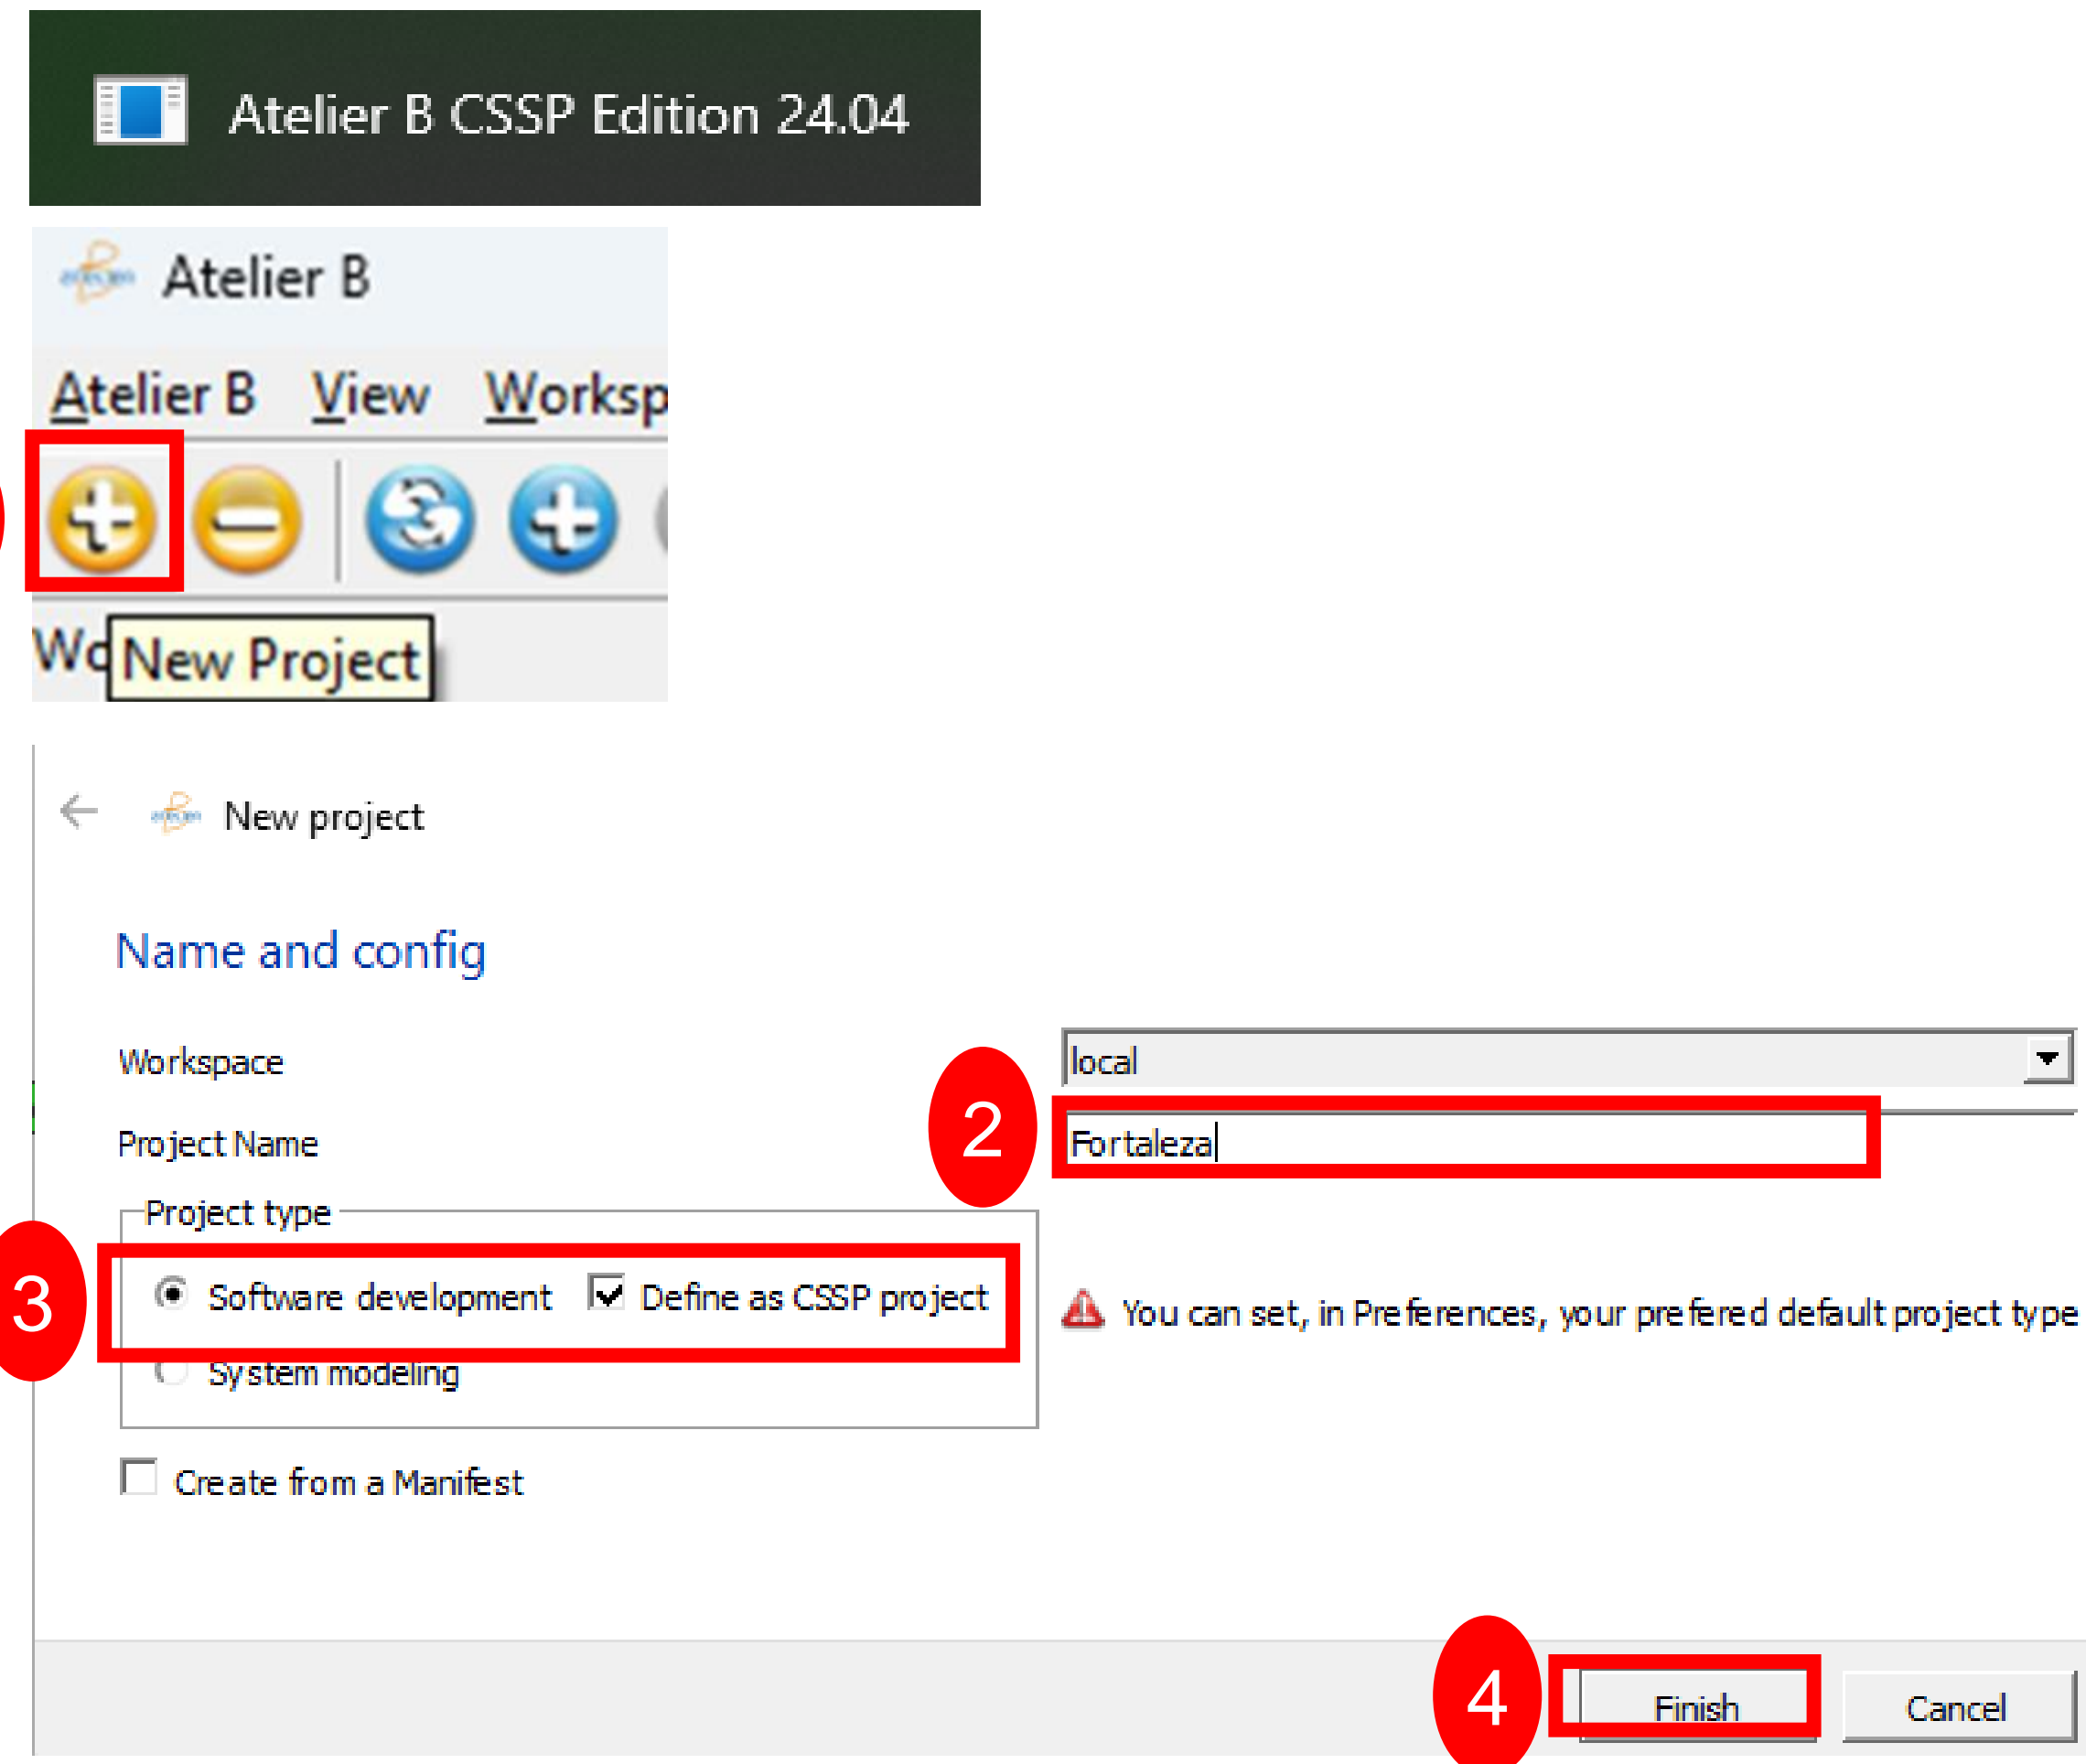 Atelier B CSSP Edition 24.04
Atelier B
Atelier B View Worksp
New Project
New project
Name and config
Workspace
local
2
Project Name
Fortaleza
Project type
3
Software development Define as CSSP project
You can set, in Preferences, your prefered default project type
System modeling
Create from a Manifest
4
Finish
Cancel